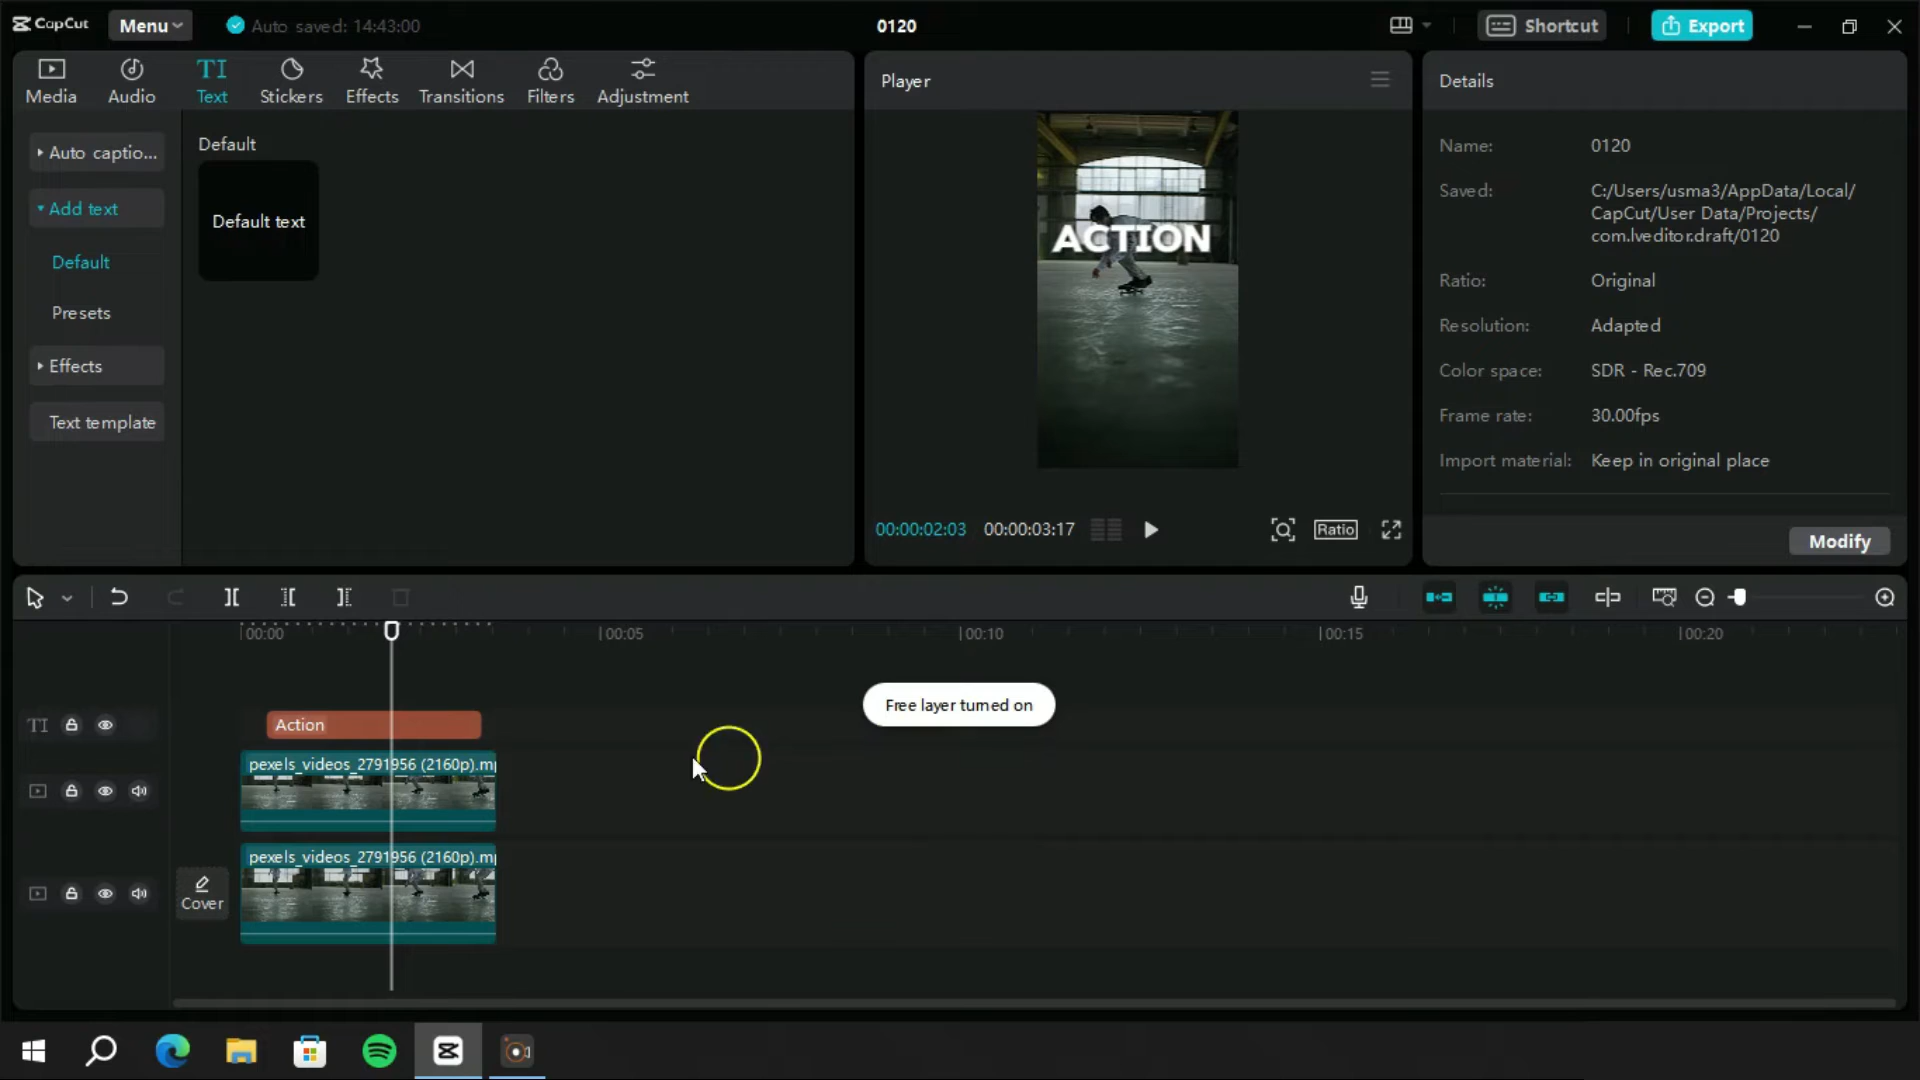 CapCut
Menu
Auto saved: 14:43:00
0120
Shortcut
Export
Media
Audio
TI
Text
Stickers
Effects
Transitions
Filters
Adjustment
Auto captio...
Add text
Default
Presets
Effects
Text template
Default
Default text
Player
ACTION
00:00:02:03
00:00:03:17
Ratio
Details
Name: 0120
Saved: C:/Users/usma3/AppData/Local/
CapCut/User Data/Projects/
com.lveditor.draft/0120
Ratio: Original
Resolution: Adapted
Color space: SDR - Rec.709
Frame rate: 30.00fps
Import material: Keep in original place
Modify
00:00
00:05
00:10
00:15
00:20
Free layer turned on
TI
Action
pexels_videos_2791956 (2160p).mp
pexels_videos_2791956 (2160p).mp
Cover